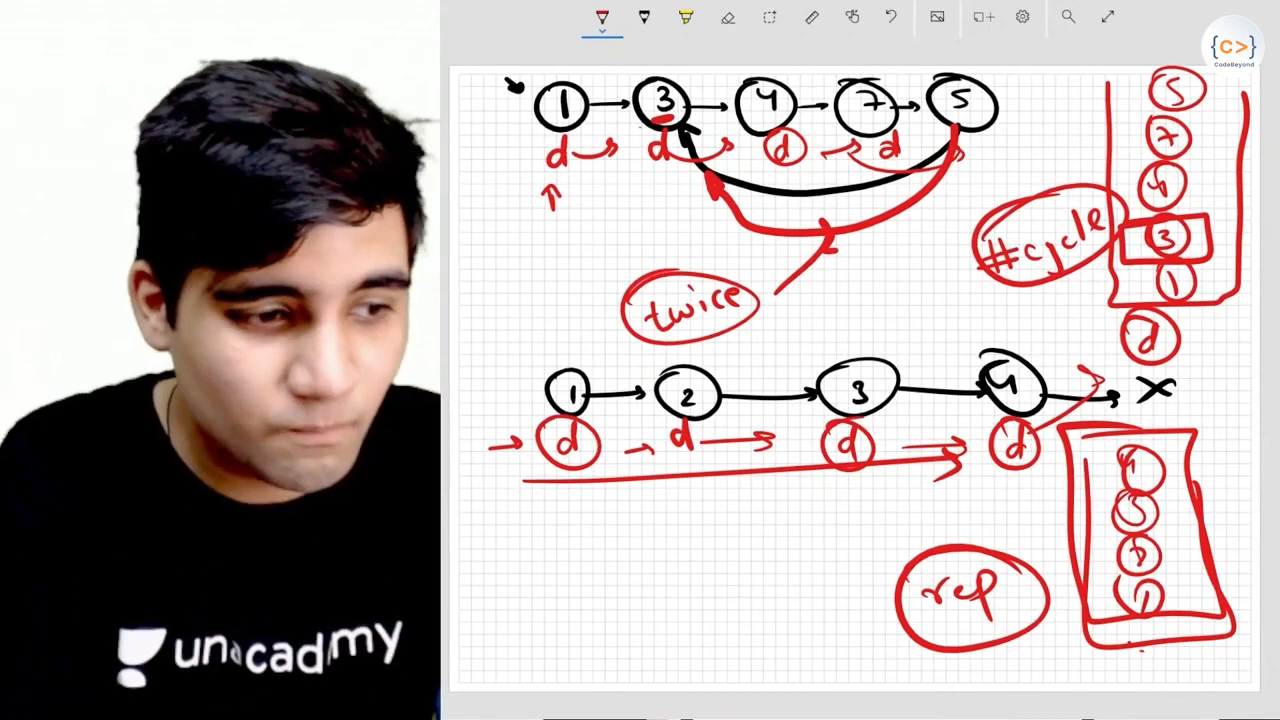 {C>}
CodeBeyond
1 3 4 7 5
d d d d
5
7
4
3
1
d
#cycle
twice
1 2 3 4 x
d d d d
4
3
1
rep
unacademy